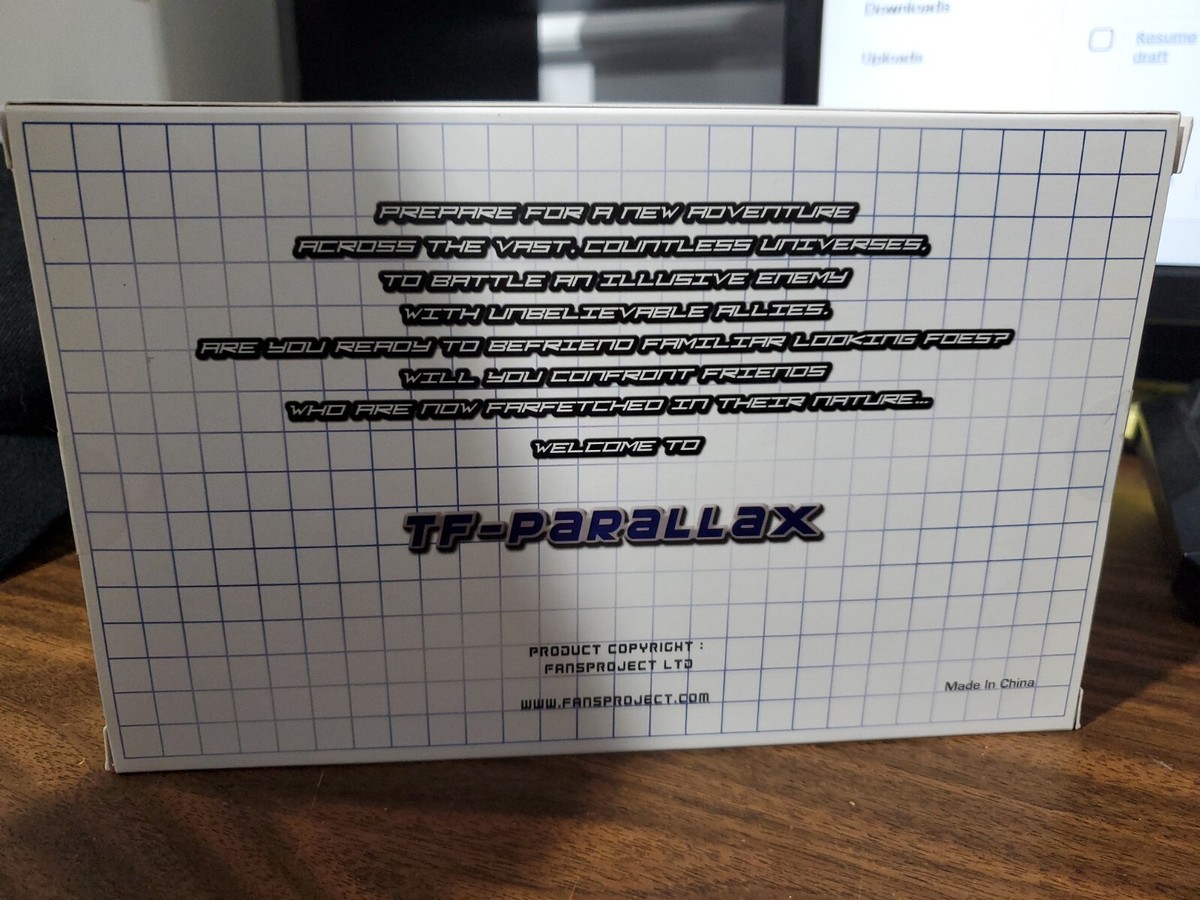 Downloads
Uploads
Resume
draft
PREPARE FOR A NEW ADVENTURE
ACROSS THE VAST, COUNTLESS UNIVERSES,
TO BATTLE AN ILLUSIVE ENEMY
WITH UNBELIEVABLE ALLIES.
ARE YOU READY TO BEFRIEND FAMILIAR LOOKING FOES?
WILL YOU CONFRONT FRIENDS
WHO ARE NOW FARFETCHED IN THEIR NATURE...
WELCOME TO
TF-PARALLAX
PRODUCT COPYRIGHT :
FANSPROJECT LTD
WWW.FANSPROJECT.COM
Made In China